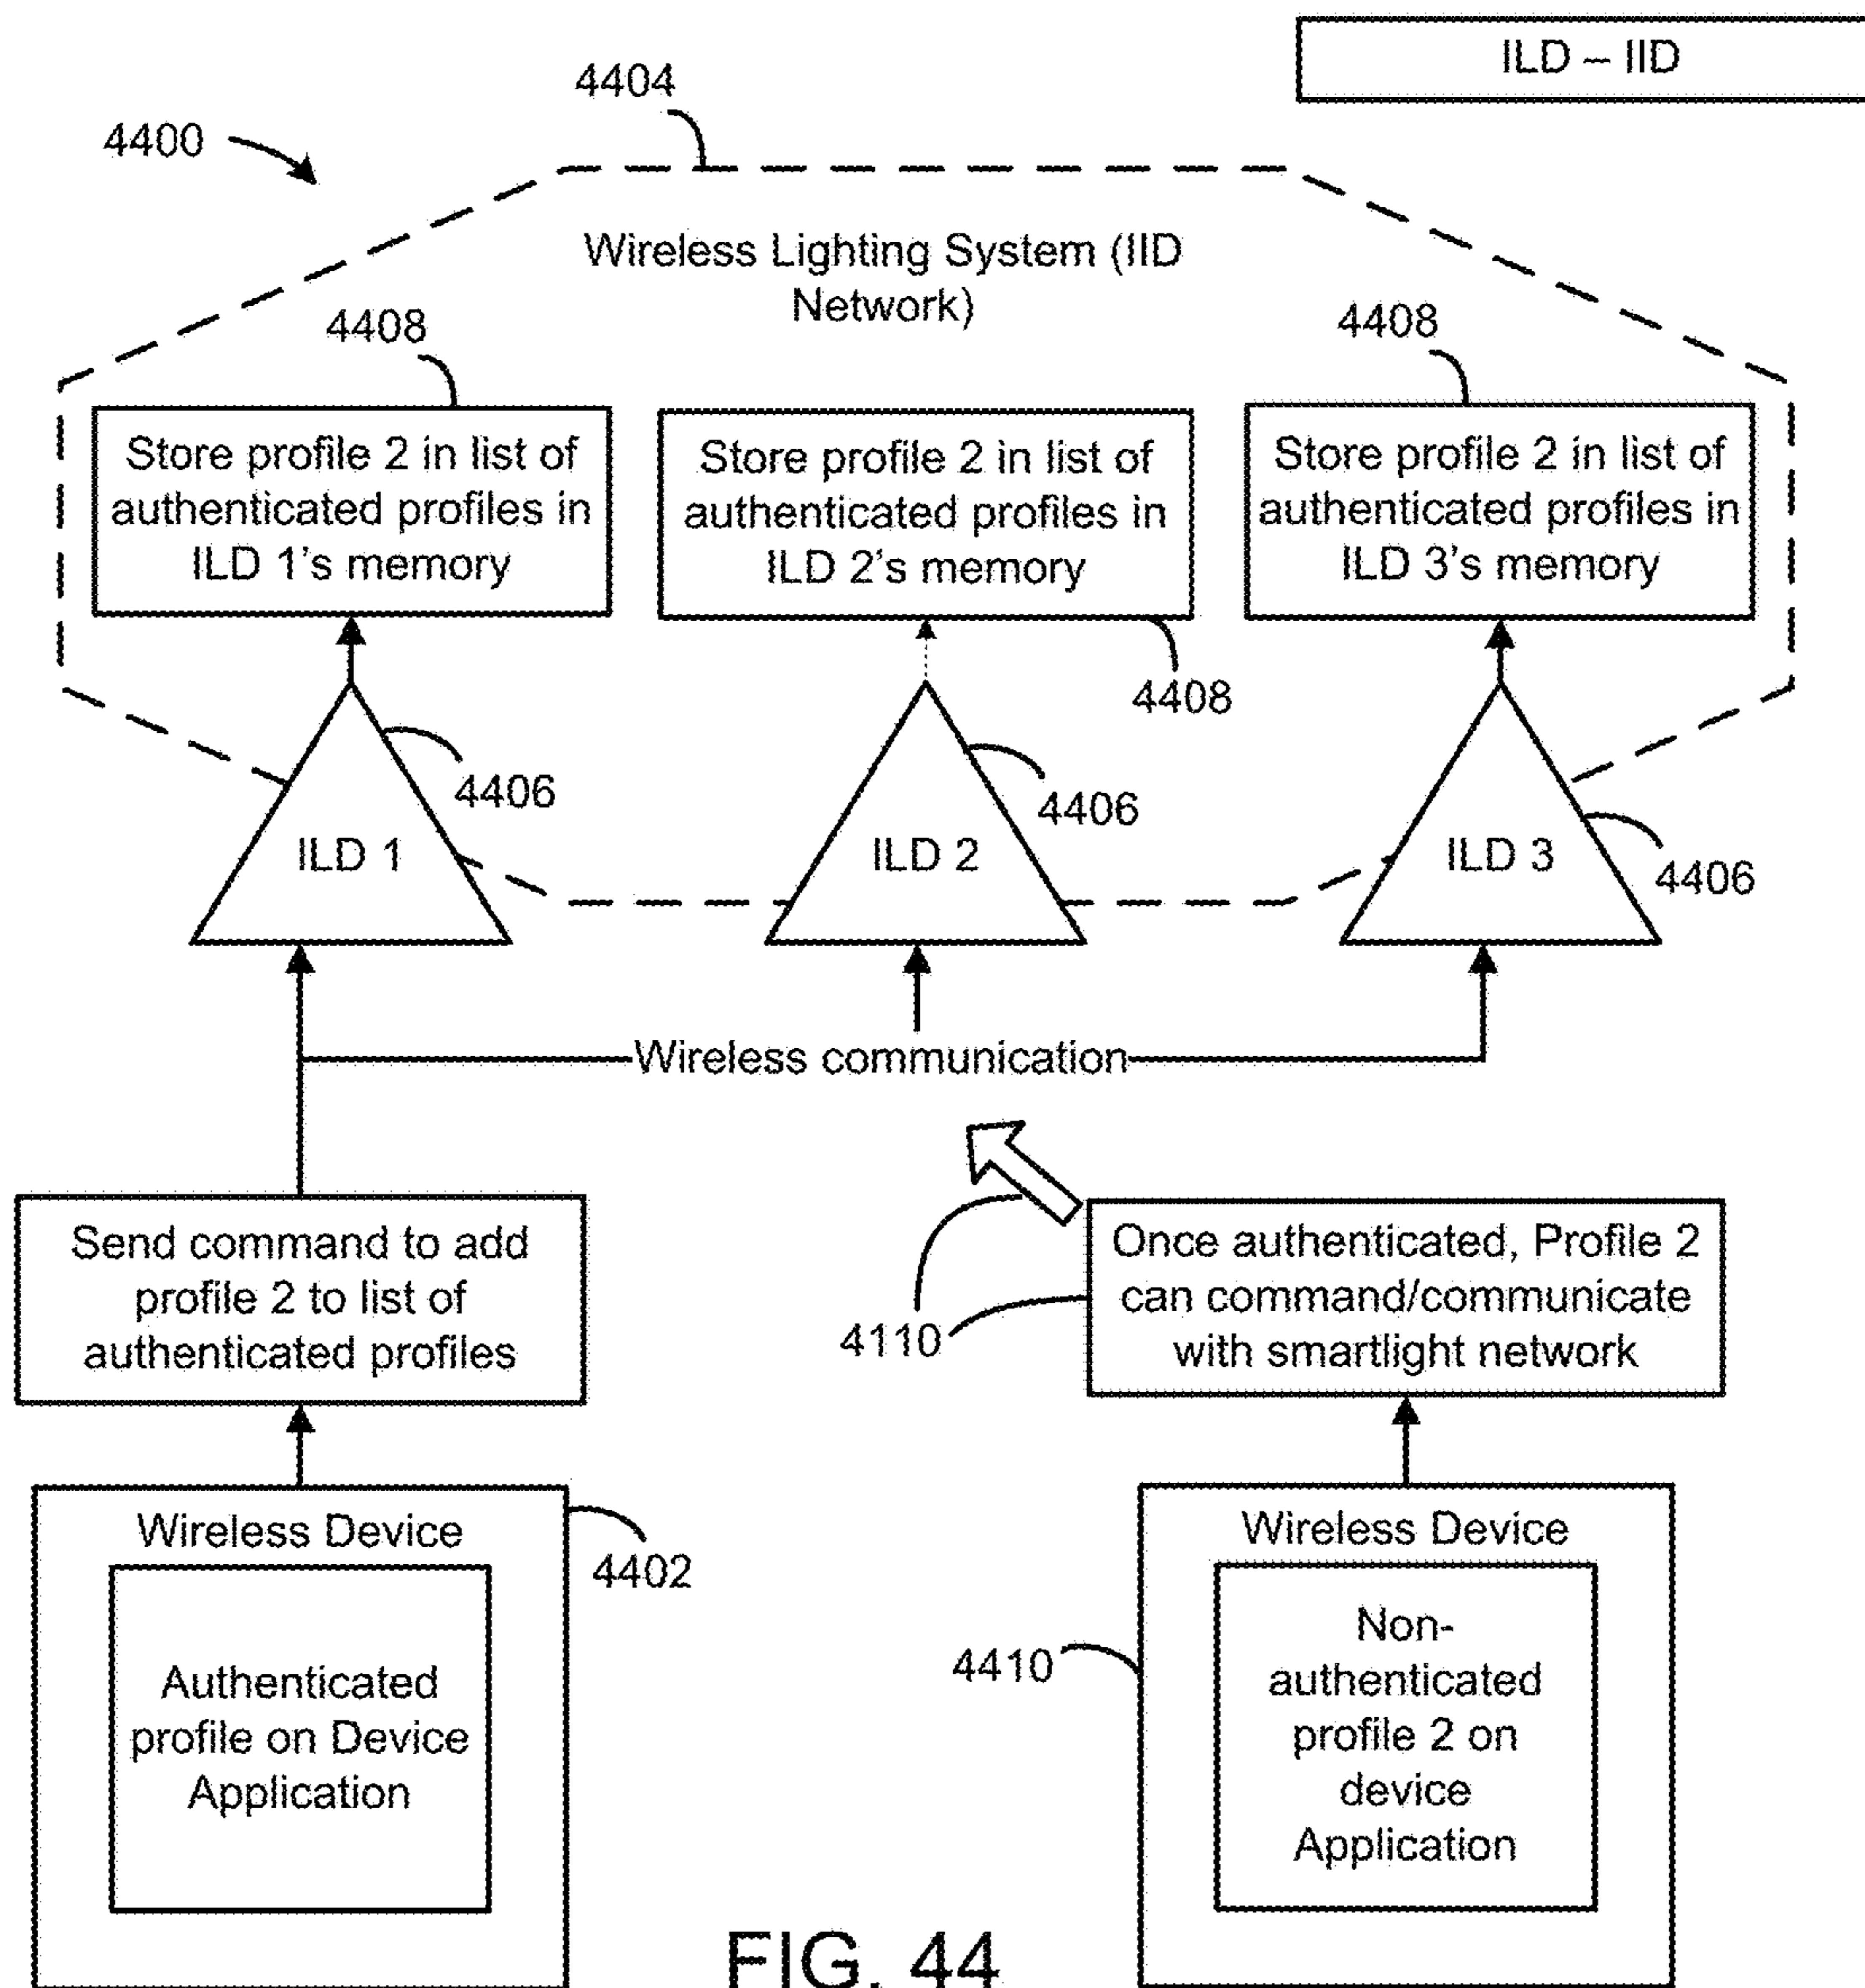 ILD – IID
4404
4400
Wireless Lighting System (IID
Network)
4408
4408
Store profile 2 in list of
authenticated profiles in
ILD 1's memory
Store profile 2 in list of
authenticated profiles in
ILD 2's memory
Store profile 2 in list of
authenticated profiles in
ILD 3's memory
4408
4406
4406
4406
ILD 1
ILD 2
ILD 3
Wireless communication
Send command to add
profile 2 to list of
authenticated profiles
Once authenticated, Profile 2
can command/communicate
with smartlight network
4110
Wireless Device
4402
Authenticated
profile on Device
Application
Wireless Device
4410
Non-
authenticated
profile 2 on
device
Application
FIG. 44